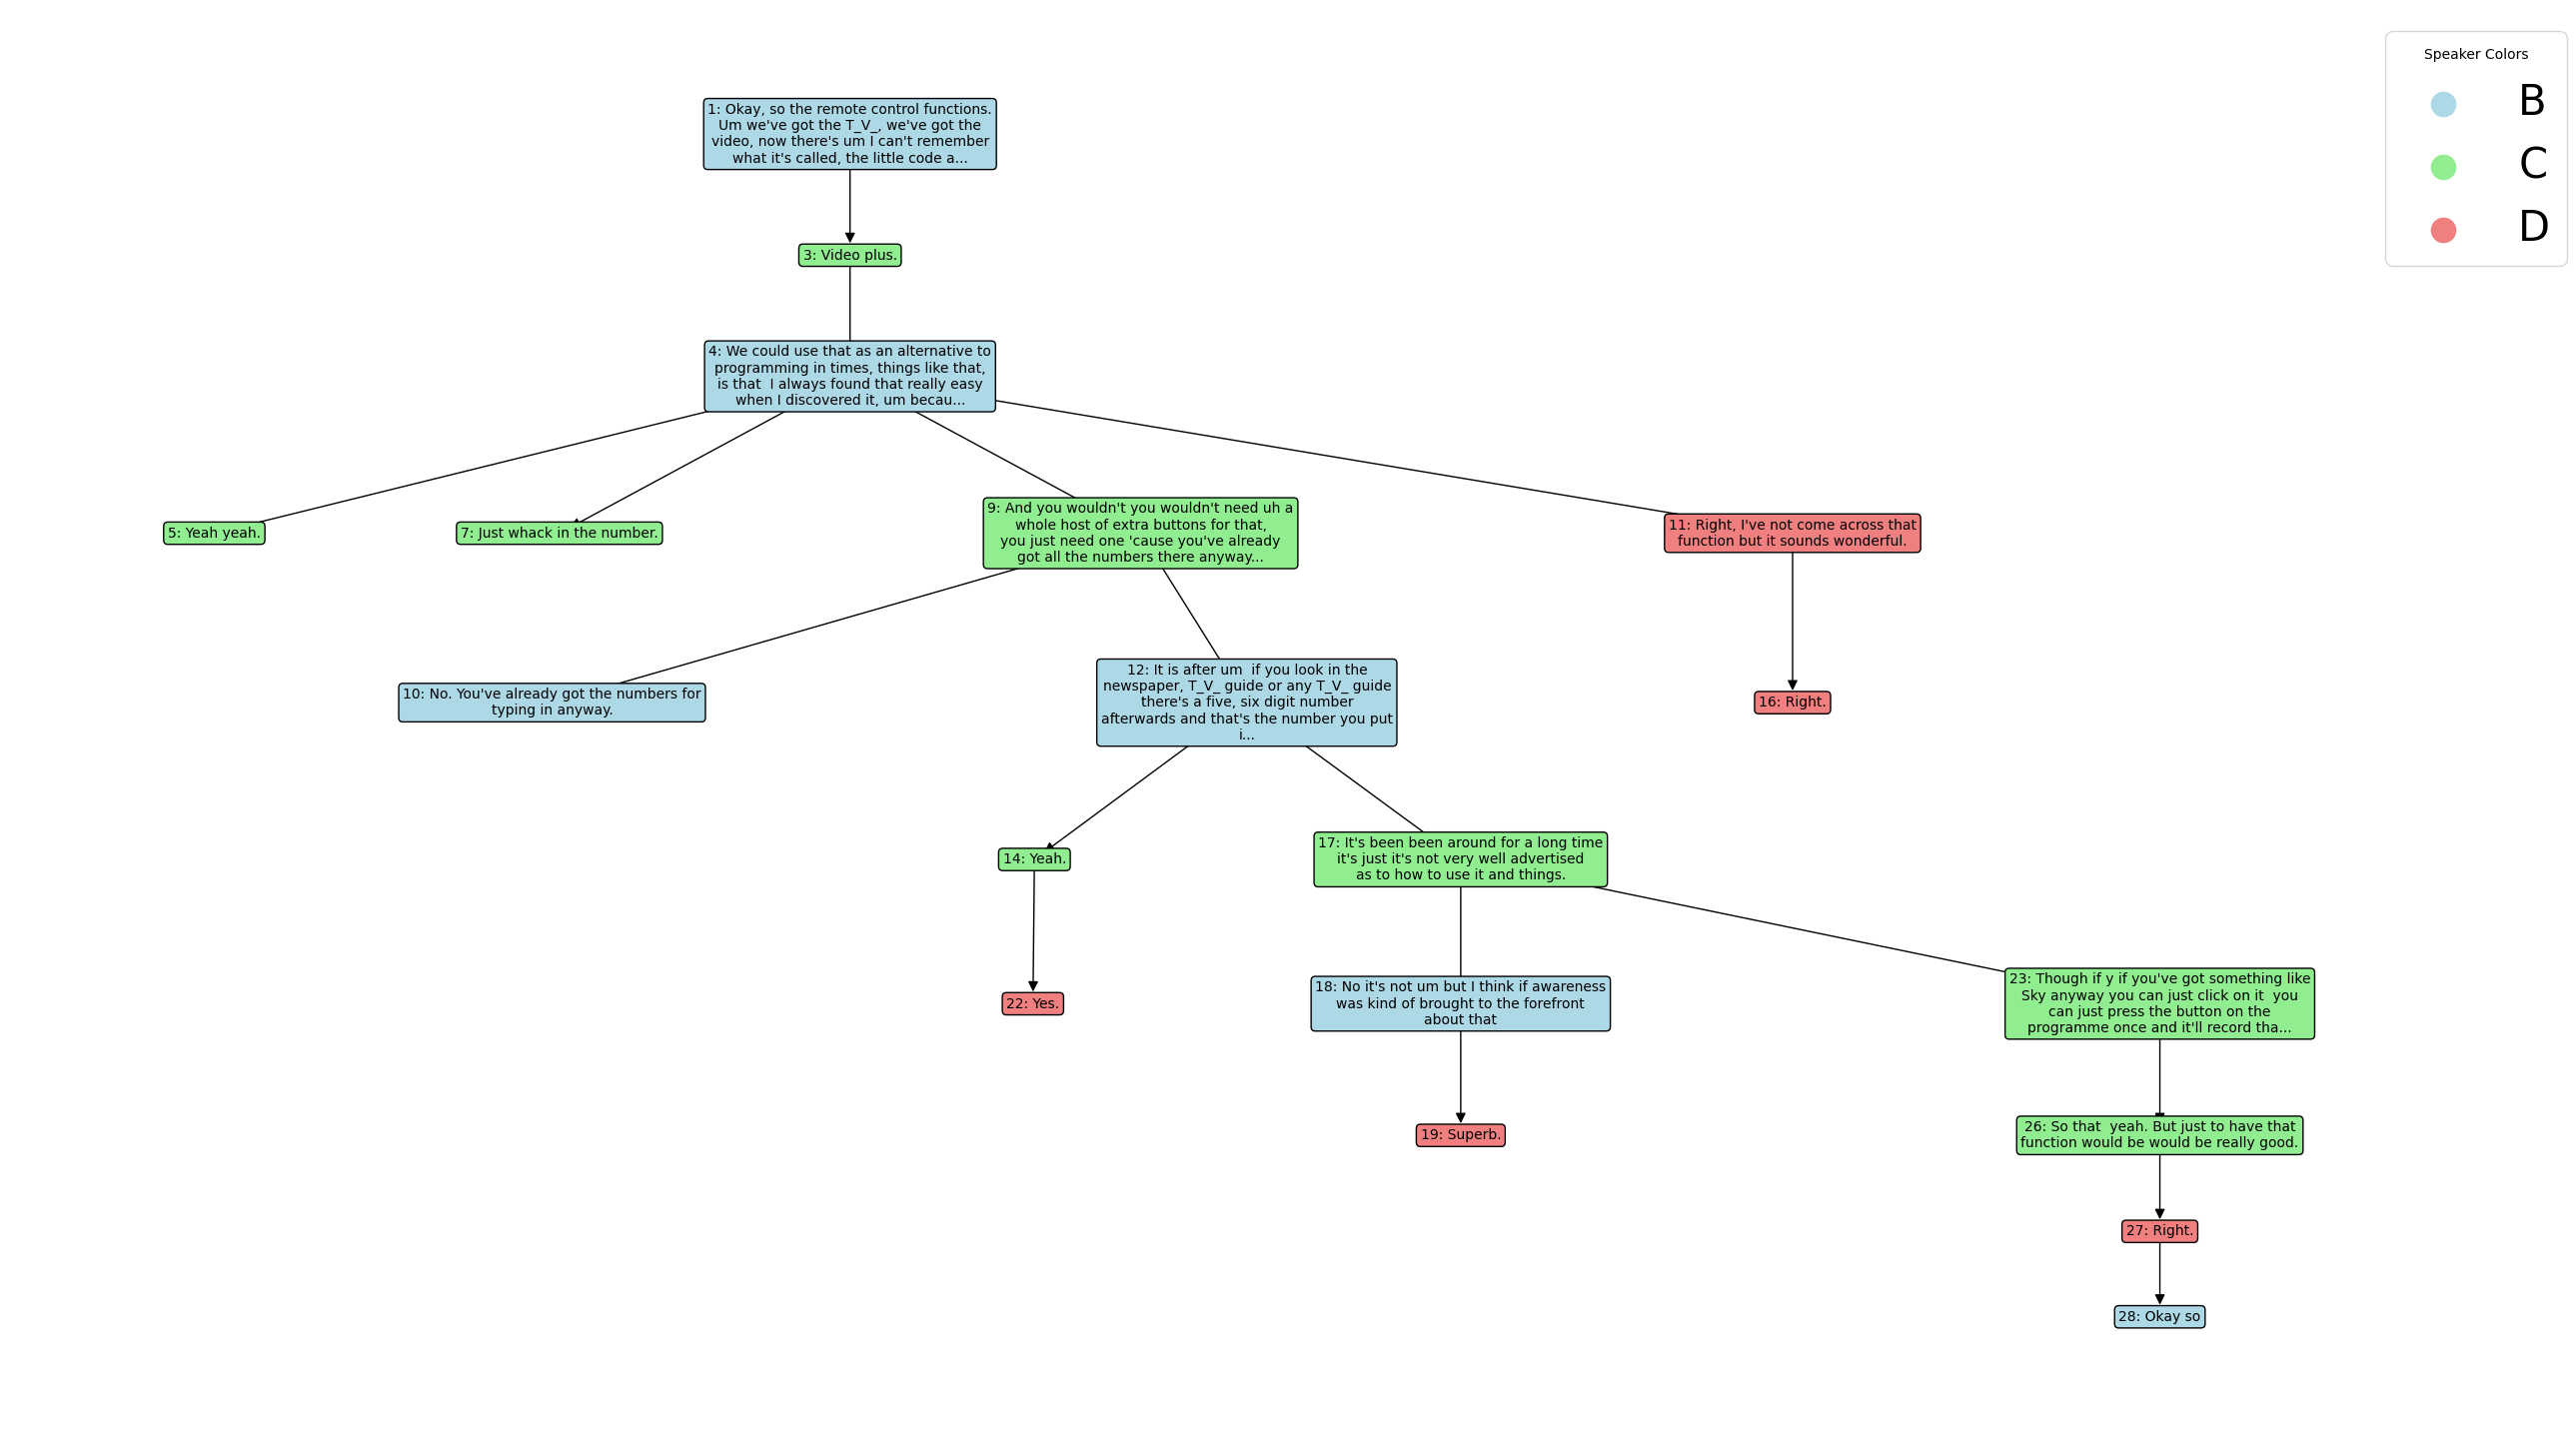 Speaker Colors
B
C
D
1: Okay, so the remote control functions.
Um we've got the T_V_, we've got the
video, now there's um I can't remember
what it's called, the little code a...
3: Video plus.
4: We could use that as an alternative to
programming in times, things like that,
is that  I always found that really easy
when I discovered it, um becau...
5: Yeah yeah.
7: Just whack in the number.
9: And you wouldn't you wouldn't need uh a
whole host of extra buttons for that,
you just need one 'cause you've already
got all the numbers there anyway...
11: Right, I've not come across that
function but it sounds wonderful.
10: No. You've already got the numbers for
typing in anyway.
12: It is after um  if you look in the
newspaper, T_V_ guide or any T_V_ guide
there's a five, six digit number
afterwards and that's the number you put
i...
16: Right.
14: Yeah.
17: It's been been around for a long time
it's just it's not very well advertised
as to how to use it and things.
22: Yes.
18: No it's not um but I think if awareness
was kind of brought to the forefront
about that
23: Though if y if you've got something like
Sky anyway you can just click on it  you
can just press the button on the
programme once and it'll record tha...
19: Superb.
26: So that  yeah. But just to have that
function would be would be really good.
27: Right.
28: Okay so